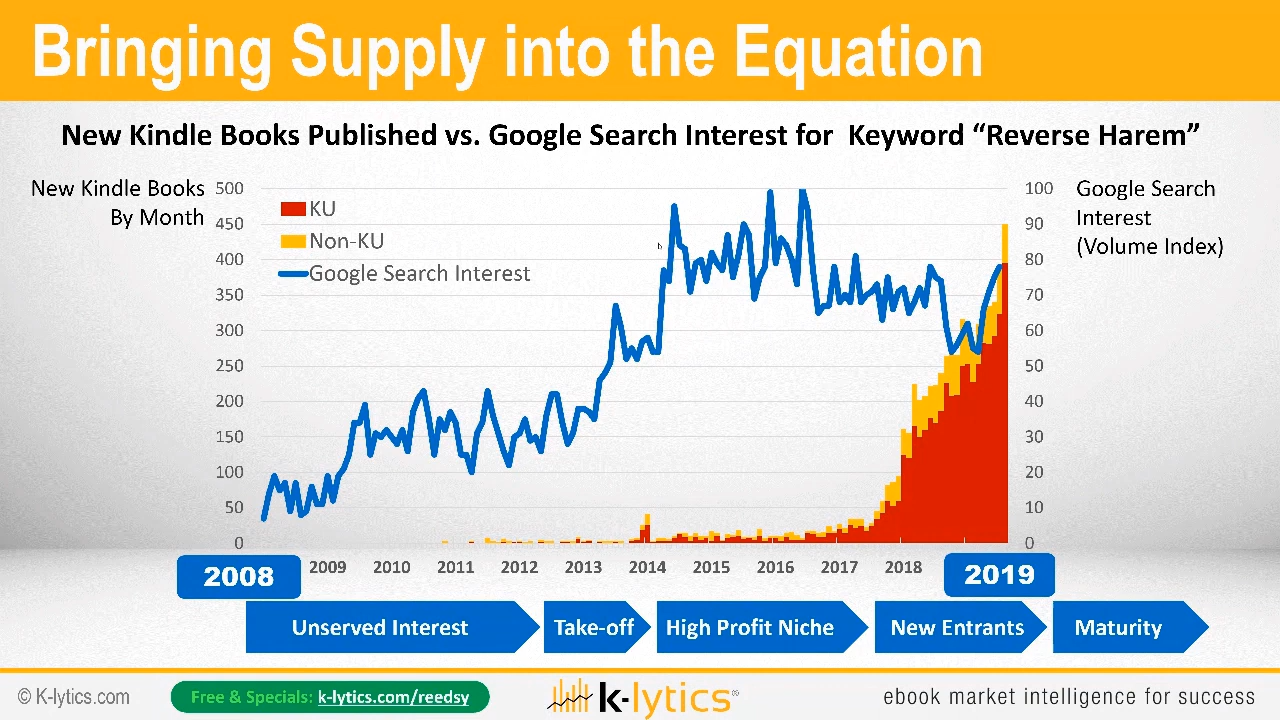 Bringing Supply into the Equation
New Kindle Books Published vs. Google Search Interest for Keyword “Reverse Harem”
New Kindle Books
By Month
500
450
400
350
300
250
200
150
100
50
0
KU
Non-KU
Google Search Interest
100
90
80
70
60
50
40
30
20
10
0
Google Search
Interest
(Volume Index)
2008
2009
2010
2011
2012
2013
2014
2015
2016
2017
2018
2019
Unserved Interest
Take-off
High Profit Niche
New Entrants
Maturity
© K-lytics.com
Free & Specials: k-lytics.com/reedsy
k-lytics®
ebook market intelligence for success